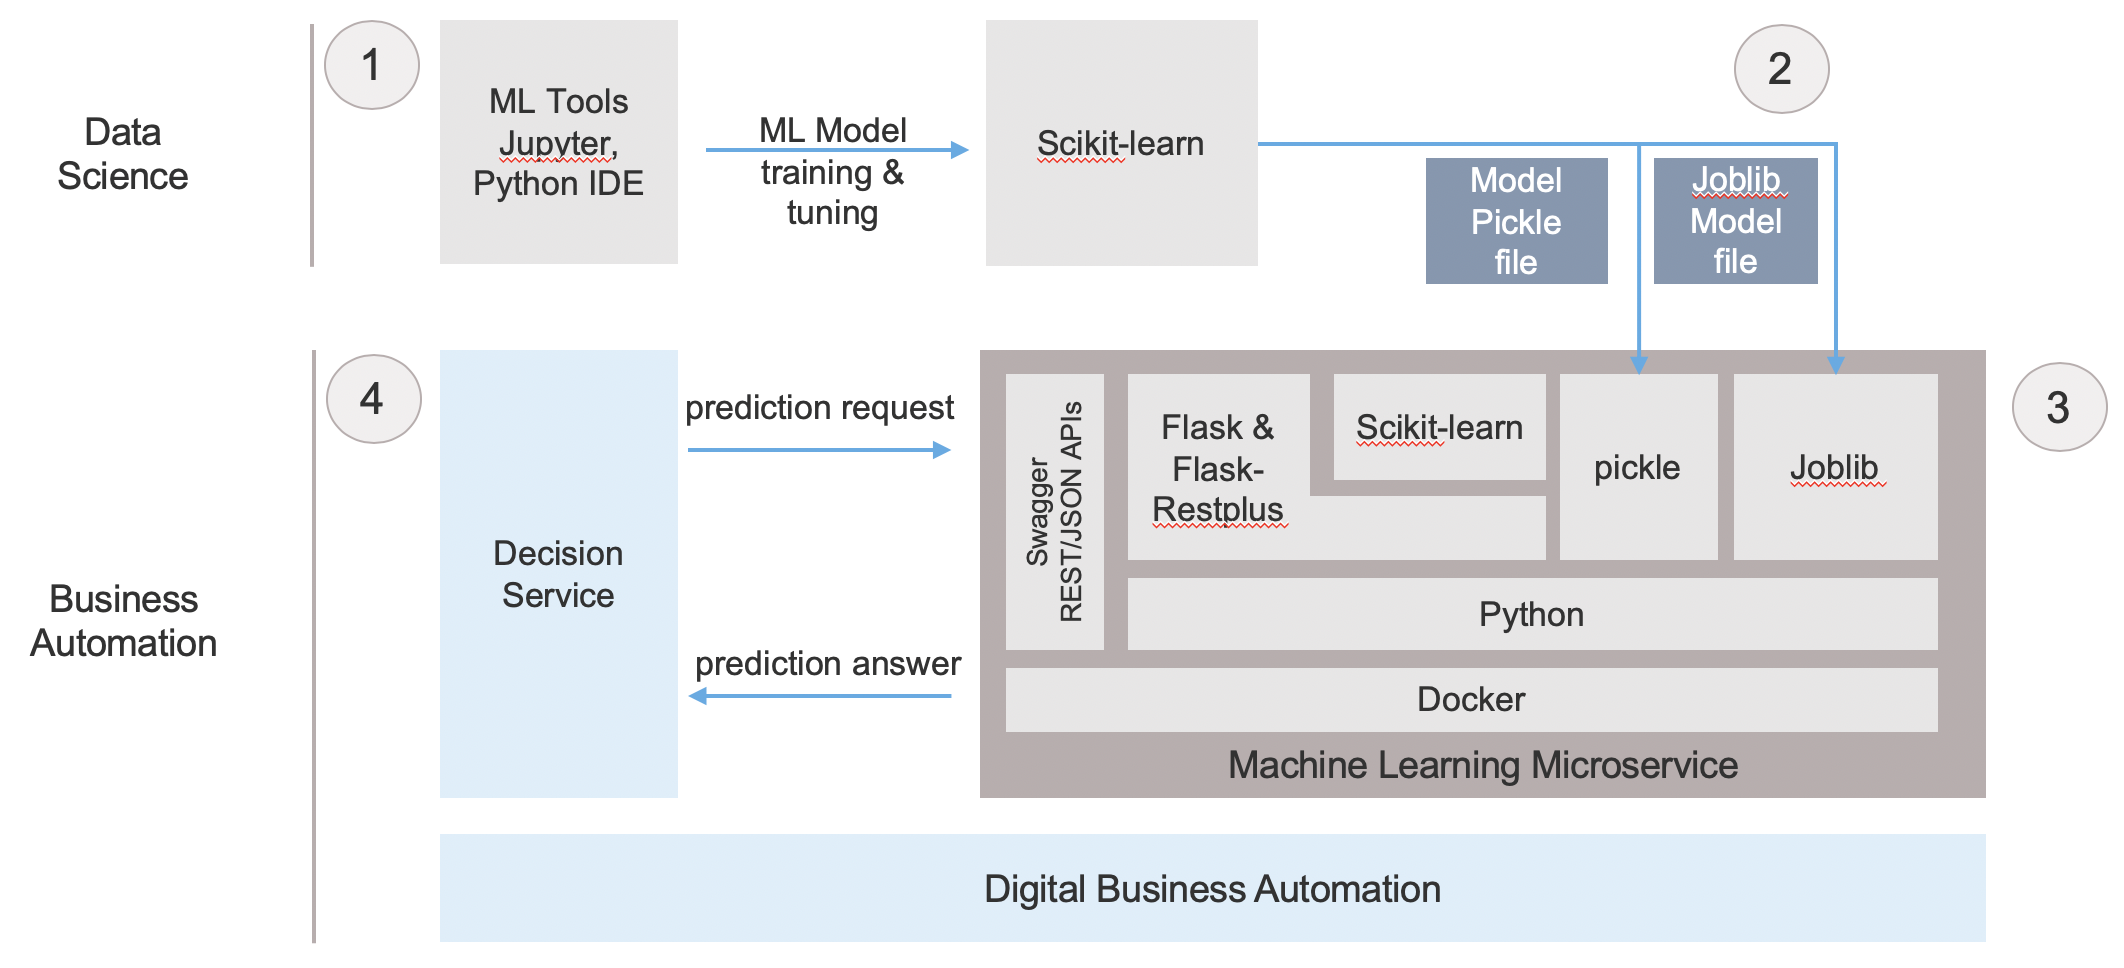 Data
Science
1
ML Tools
Jupyter,
Python IDE
ML Model
training &
tuning
Scikit-learn
2
Model
Pickle
file
Joblib
Model
file
Business
Automation
4
Decision
Service
prediction request
prediction answer
Swagger
REST/JSON APIs
Flask &
Flask-
Restplus
Scikit-learn
pickle
Joblib
3
Python
Docker
Machine Learning Microservice
Digital Business Automation